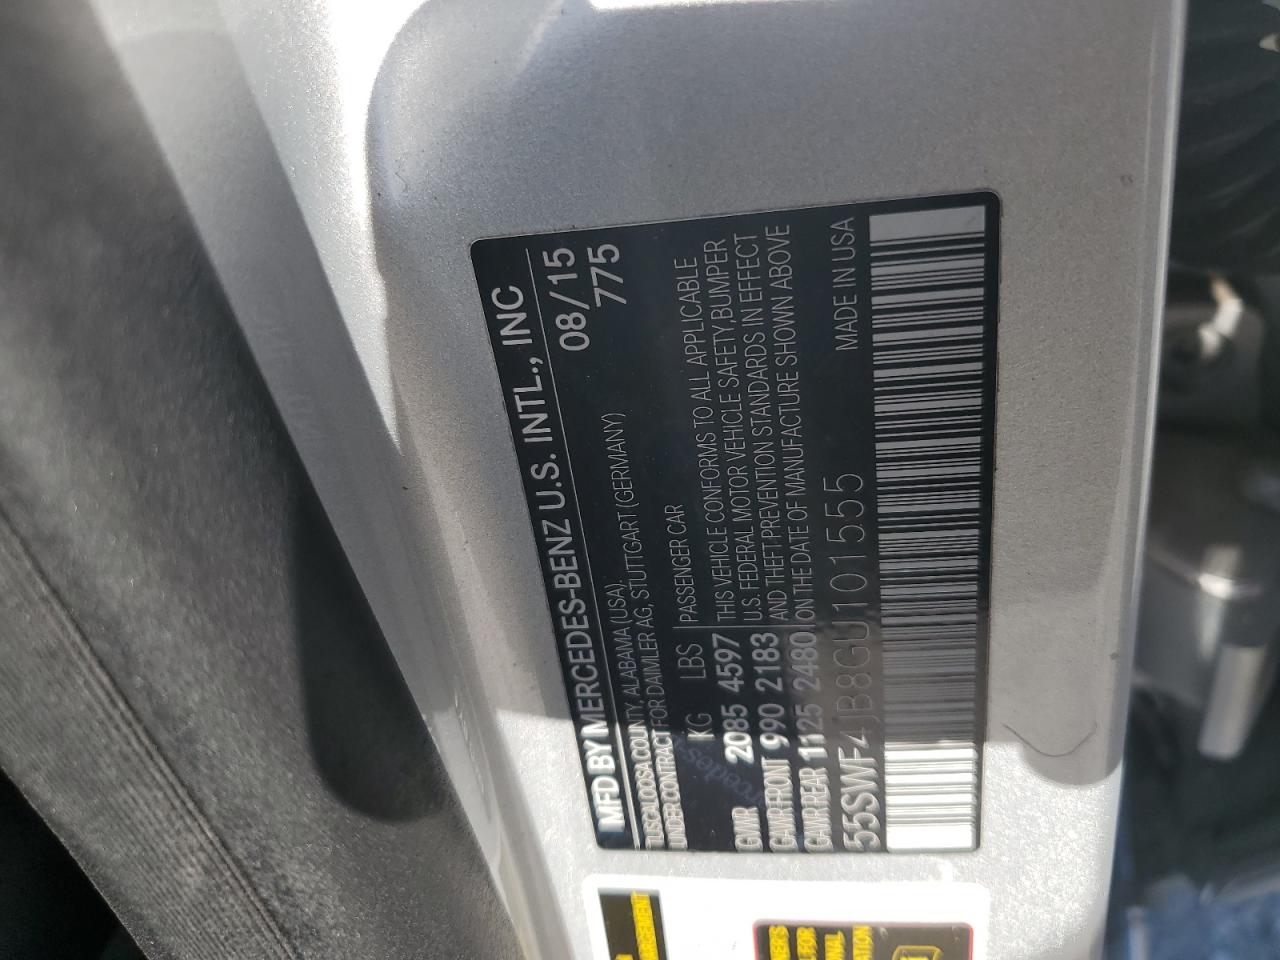 MFD BY MERCEDES-BENZ U.S. INTL., INC
TUSCALOOSA COUNTY, ALABAMA (USA) 08/15
UNDER CONTRACT FOR DAIMLER AG, STUTTGART (GERMANY) 775
KG LBS PASSENGER CAR
GVWR 2085 4597 THIS VEHICLE CONFORMS TO ALL APPLICABLE
U.S. FEDERAL MOTOR VEHICLE SAFETY, BUMPER
GAWR FRONT 990 2183 AND THEFT PREVENTION STANDARDS IN EFFECT
GAWR REAR 1125 2480 ON THE DATE OF MANUFACTURE SHOWN ABOVE
55SWF4JB8GU101555 MADE IN USA